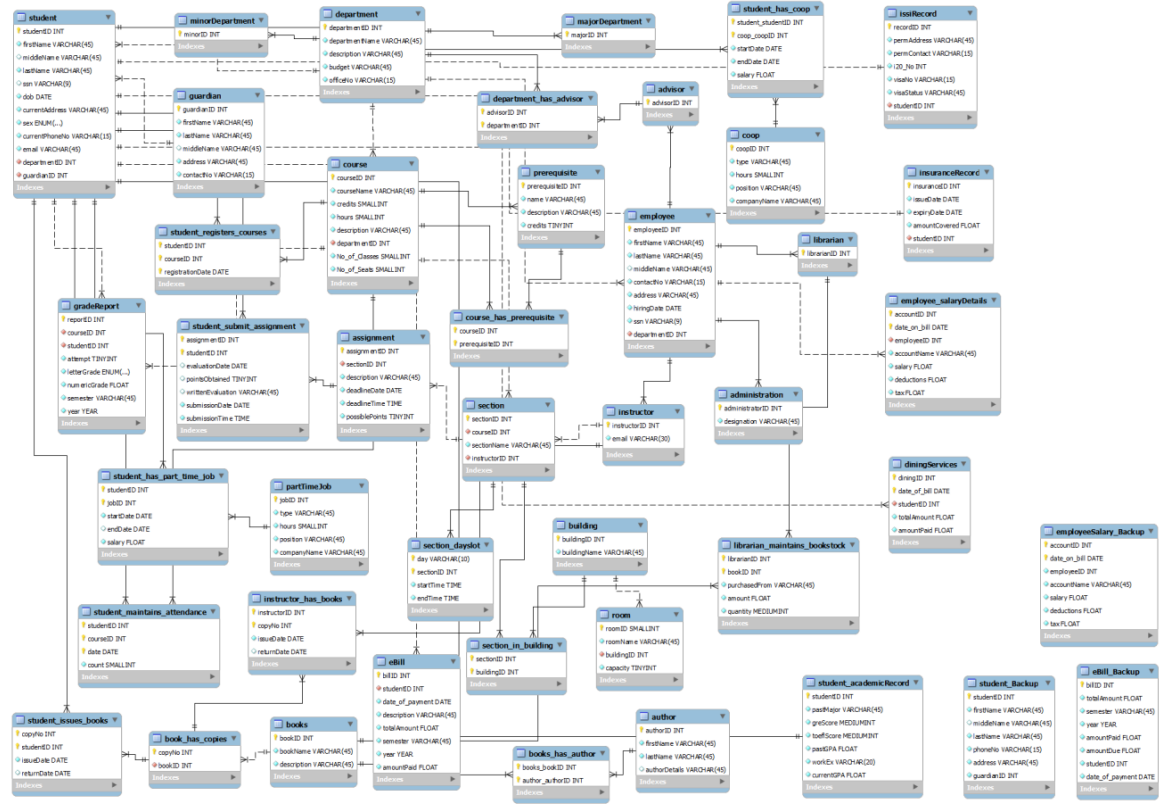 student
studentID INT
firstName VARCHAR(45)
middleName VARCHAR(45)
lastName VARCHAR(45)
ssn VARCHAR(9)
dob DATE
currentAddress VARCHAR(45)
sex ENUM(...)
currentPhoneNo VARCHAR(15)
email VARCHAR(45)
departmentID INT
guardianID INT
Indexes
minorDepartment
minorID INT
Indexes
department
departmentID INT
departmentName VARCHAR(45)
description VARCHAR(45)
budget VARCHAR(45)
officeNo VARCHAR(15)
Indexes
majorDepartment
majorID INT
Indexes
student_has_coop
student_studentID INT
coop_coopID INT
startDate DATE
endDate DATE
salary FLOAT
Indexes
issiRecord
recordID INT
permAddress VARCHAR(45)
permContact VARCHAR(15)
i20_No INT
visaNo VARCHAR(15)
visaStatus VARCHAR(45)
studentID INT
Indexes
guardian
guardianID INT
firstName VARCHAR(45)
lastName VARCHAR(45)
middleName VARCHAR(45)
address VARCHAR(45)
contactNo VARCHAR(15)
Indexes
department_has_advisor
advisorID INT
departmentID INT
Indexes
advisor
advisorID INT
Indexes
coop
coopID INT
type VARCHAR(45)
hours SMALLINT
position VARCHAR(45)
companyName VARCHAR(45)
Indexes
course
courseID INT
courseName VARCHAR(45)
credits SMALLINT
hours SMALLINT
description VARCHAR(45)
departmentID INT
No_of_Classes SMALLINT
No_of_Seats SMALLINT
Indexes
prerequisite
prerequisiteID INT
name VARCHAR(45)
description VARCHAR(45)
credits TINYINT
Indexes
insuranceRecord
insuranceID INT
issueDate DATE
expiryDate DATE
amountCovered FLOAT
studentID INT
Indexes
student_registers_courses
studentID INT
courseID INT
registrationDate DATE
Indexes
employee
employeeID INT
firstName VARCHAR(45)
lastName VARCHAR(45)
middleName VARCHAR(45)
contactNo VARCHAR(15)
address VARCHAR(45)
hiringDate DATE
ssn VARCHAR(9)
departmentID INT
Indexes
librarian
librarianID INT
Indexes
gradeReport
reportID INT
courseID INT
studentID INT
attempt TINYINT
letterGrade ENUM(...)
numericGrade FLOAT
semester VARCHAR(45)
year YEAR
Indexes
student_submit_assignment
assignmentID INT
studentID INT
evaluationDate DATE
pointsObtained TINYINT
writtenEvaluation VARCHAR(45)
submissionDate DATE
submissionTime TIME
Indexes
assignment
assignmentID INT
sectionID INT
description VARCHAR(45)
deadlineDate DATE
deadlineTime TIME
possiblePoints TINYINT
Indexes
course_has_prerequisite
courseID INT
prerequisiteID INT
Indexes
employee_salaryDetails
accountID INT
date_on_bill DATE
employeeID INT
accountName VARCHAR(45)
salary FLOAT
deductions FLOAT
tax FLOAT
Indexes
section
sectionID INT
courseID INT
sectionName VARCHAR(45)
instructorID INT
Indexes
instructor
instructorID INT
email VARCHAR(30)
Indexes
administration
administratorID INT
designation VARCHAR(45)
Indexes
student_has_part_time_job
studentID INT
jobID INT
startDate DATE
endDate DATE
salary FLOAT
Indexes
partTimeJob
jobID INT
type VARCHAR(45)
hours SMALLINT
position VARCHAR(45)
companyName VARCHAR(45)
Indexes
diningServices
diningID INT
date_of_bill DATE
studentID INT
totalAmount FLOAT
amountPaid FLOAT
Indexes
section_dayslot
day VARCHAR(10)
sectionID INT
startTime TIME
endTime TIME
Indexes
building
buildingID INT
buildingName VARCHAR(45)
Indexes
librarian_maintains_bookstock
librarianID INT
bookID INT
purchasedFrom VARCHAR(45)
amount FLOAT
quantity MEDIUMINT
Indexes
employeeSalary_Backup
accountID INT
date_on_bill DATE
employeeID INT
accountName VARCHAR(45)
salary FLOAT
deductions FLOAT
tax FLOAT
Indexes
student_maintains_attendance
studentID INT
courseID INT
date DATE
count SMALLINT
Indexes
instructor_has_books
instructorID INT
copyNo INT
issueDate DATE
returnDate DATE
Indexes
room
roomID SMALLINT
roomName VARCHAR(45)
buildingID INT
capacity TINYINT
Indexes
section_in_building
sectionID INT
buildingID INT
Indexes
eBill
billID INT
studentID INT
date_of_payment DATE
description VARCHAR(45)
totalAmount FLOAT
semester VARCHAR(45)
year YEAR
amountPaid FLOAT
Indexes
student_academicRecord
studentID INT
pastMajor VARCHAR(45)
greScore MEDIUMINT
toeflScore MEDIUMINT
pastGPA FLOAT
workEx VARCHAR(20)
currentGPA FLOAT
Indexes
student_Backup
studentID INT
firstName VARCHAR(45)
middleName VARCHAR(45)
lastName VARCHAR(45)
phoneNo VARCHAR(15)
address VARCHAR(45)
guardianID INT
Indexes
eBill_Backup
billID INT
totalAmount FLOAT
semester VARCHAR(45)
year YEAR
amountPaid FLOAT
amountDue FLOAT
studentID INT
date_of_payment DATE
Indexes
student_issues_books
copyNo INT
studentID INT
issueDate DATE
returnDate DATE
Indexes
book_has_copies
copyNo INT
bookID INT
Indexes
books
bookID INT
bookName VARCHAR(45)
description VARCHAR(45)
Indexes
books_has_author
books_bookID INT
author_authorID INT
Indexes
author
authorID INT
firstName VARCHAR(45)
lastName VARCHAR(45)
authorDetails VARCHAR(45)
Indexes